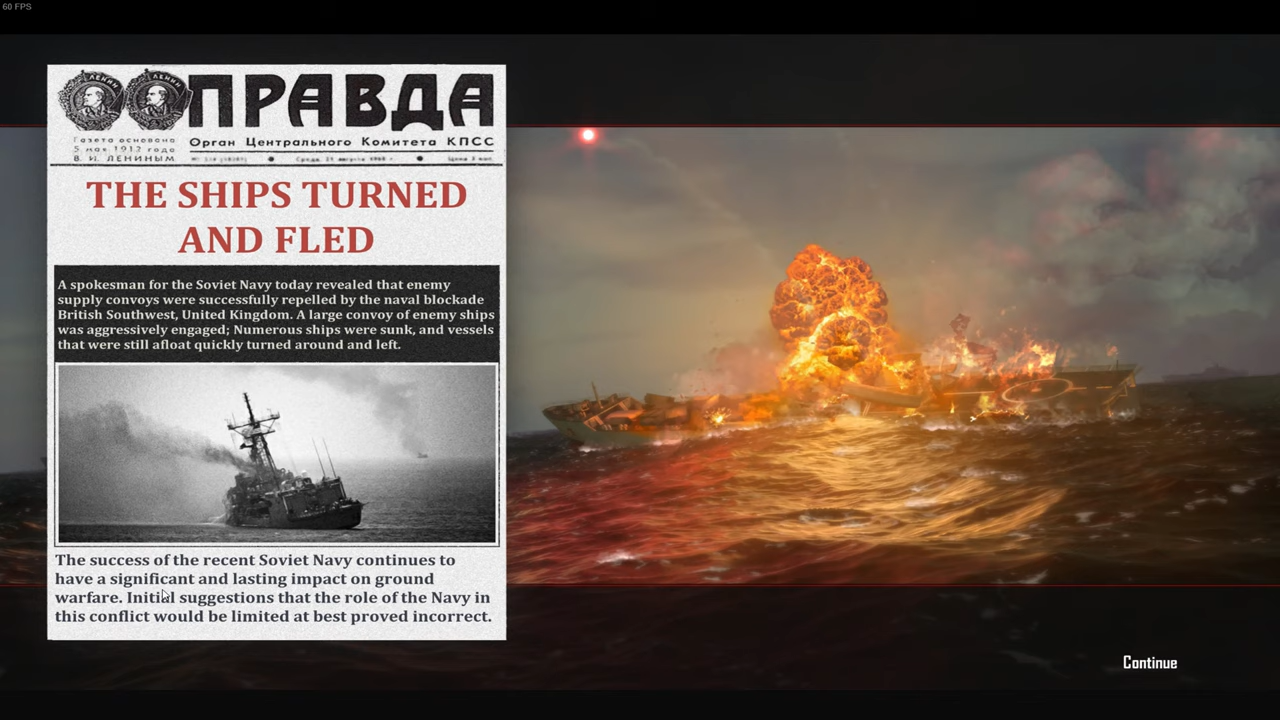 60 FPS
ПРАВДА
Газета основана
5 мая 1912 года
В. И. ЛЕНИНЫМ
Орган Центрального Комитета КПСС
THE SHIPS TURNED
AND FLED
A spokesman for the Soviet Navy today revealed that enemy
supply convoys were successfully repelled by the naval blockade
British Southwest, United Kingdom. A large convoy of enemy ships
was aggressively engaged; Numerous ships were sunk, and vessels
that were still afloat quickly turned around and left.
The success of the recent Soviet Navy continues to
have a significant and lasting impact on ground
warfare. Initial suggestions that the role of the Navy in
this conflict would be limited at best proved incorrect.
Continue